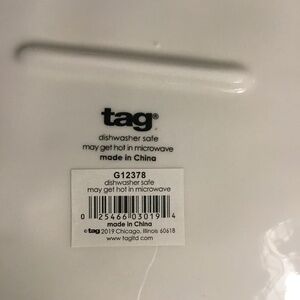 tag®
dishwasher safe
may get hot in microwave
made in China
G12378
dishwasher safe
may get hot in microwave
0 25466 03019 4
made in China
©tag 2019 Chicago, Illinois 60618
www.tagltd.com